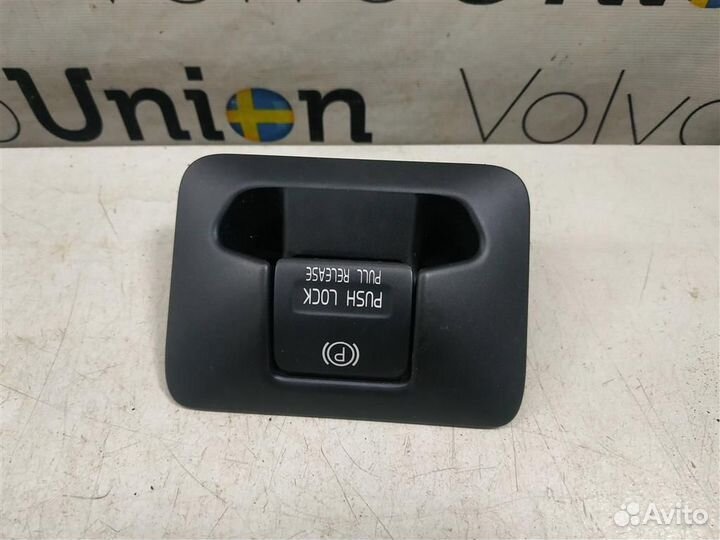 Union
Volvo
PUSH LOCK
PULL RELEASE
(P)
Avito